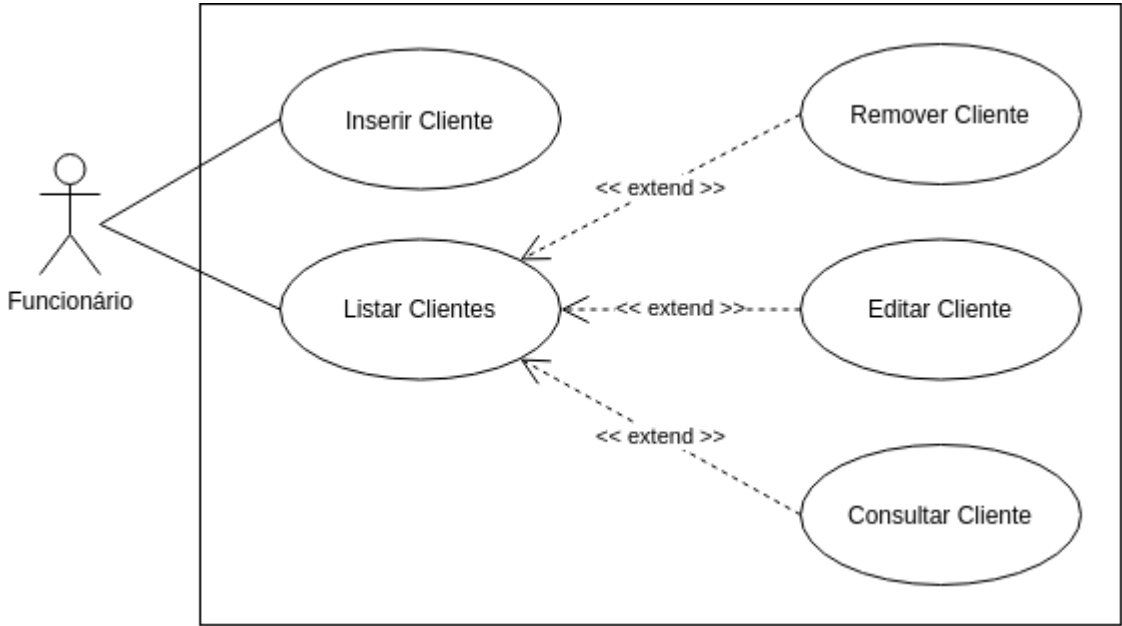 Inserir Cliente
Remover Cliente
<< extend >>
Funcionário
Listar Clientes
<< extend >>
Editar Cliente
<< extend >>
Consultar Cliente